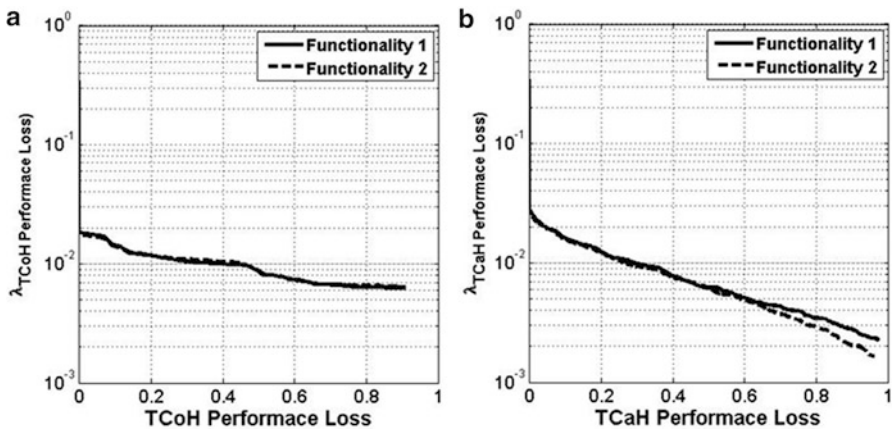 a
10^0
10^-1
10^-2
10^-3
λTCoH Performace Loss)
Functionality 1
Functionality 2
0 0.2 0.4 0.6 0.8 1
TCoH Performace Loss
b
10^0
10^-1
10^-2
10^-3
λTCaH Performace Loss)
Functionality 1
Functionality 2
0 0.2 0.4 0.6 0.8 1
TCaH Performace Loss